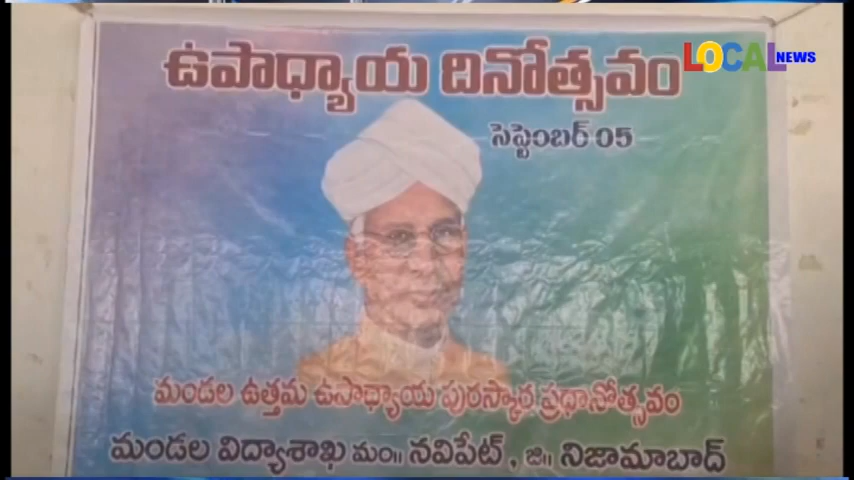 ఉపాధ్యాయ దినోత్సవం
LOCAL NEWS
సెప్టెంబర్ 05
మండల ఉత్తమ ఉపాధ్యాయ పురస్కార ప్రధానోత్సవం
మండల విద్యాశాఖ మం॥ నవిపేట్, జి॥ నిజామాబాద్